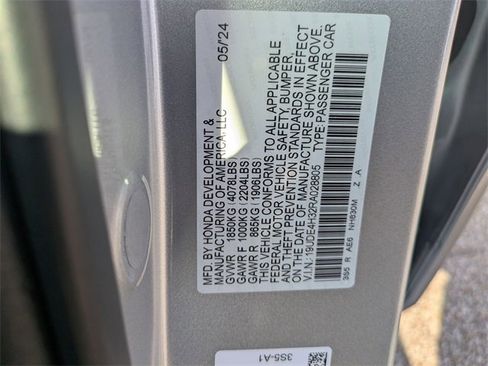 MFD. BY HONDA DEVELOPMENT & 05/24
MANUFACTURING OF AMERICA, LLC
GVWR 1850KG (4078LBS)
GAWR F 1000KG (2204LBS)
GAWR R 865KG (1906LBS)
THIS VEHICLE CONFORMS TO ALL APPLICABLE
FEDERAL MOTOR VEHICLE SAFETY, BUMPER,
AND THEFT PREVENTION STANDARDS IN EFFECT
ON THE DATE OF MANUFACTURE SHOWN ABOVE.
V.I.N.: 19UDE4H32RA028805 TYPE:PASSENGER CAR
3S5 R AE6 NH830M Z A
3S5-A1